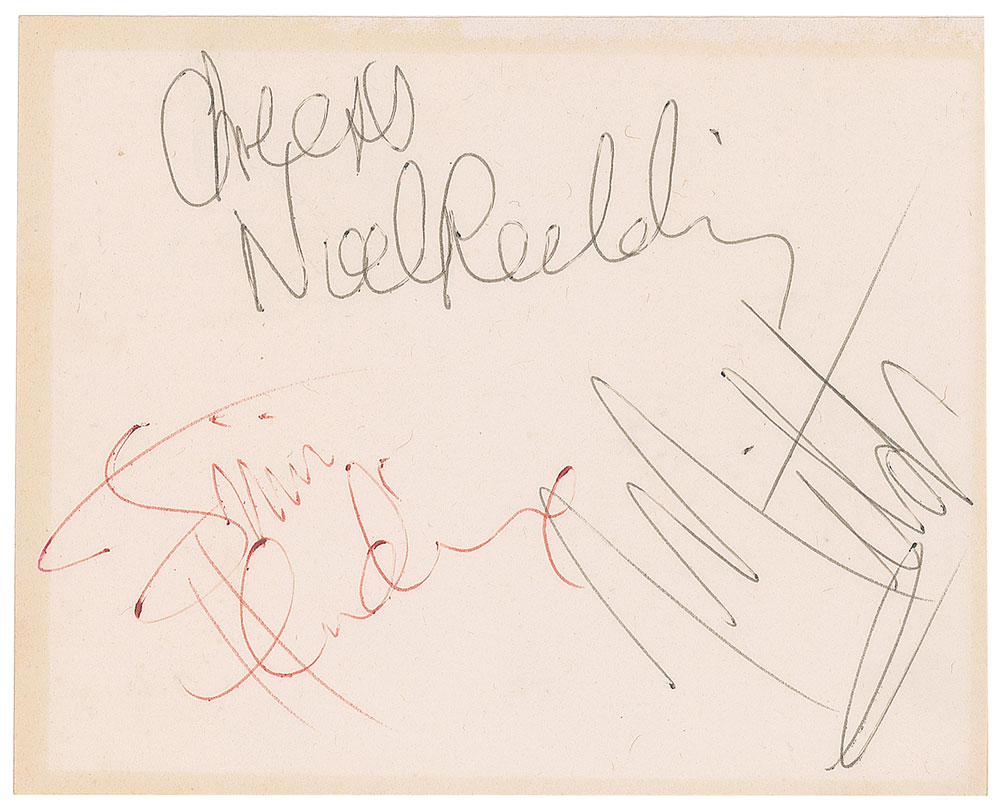 Cheers
Noel Redding
Jimi
Hendrix
Mitch